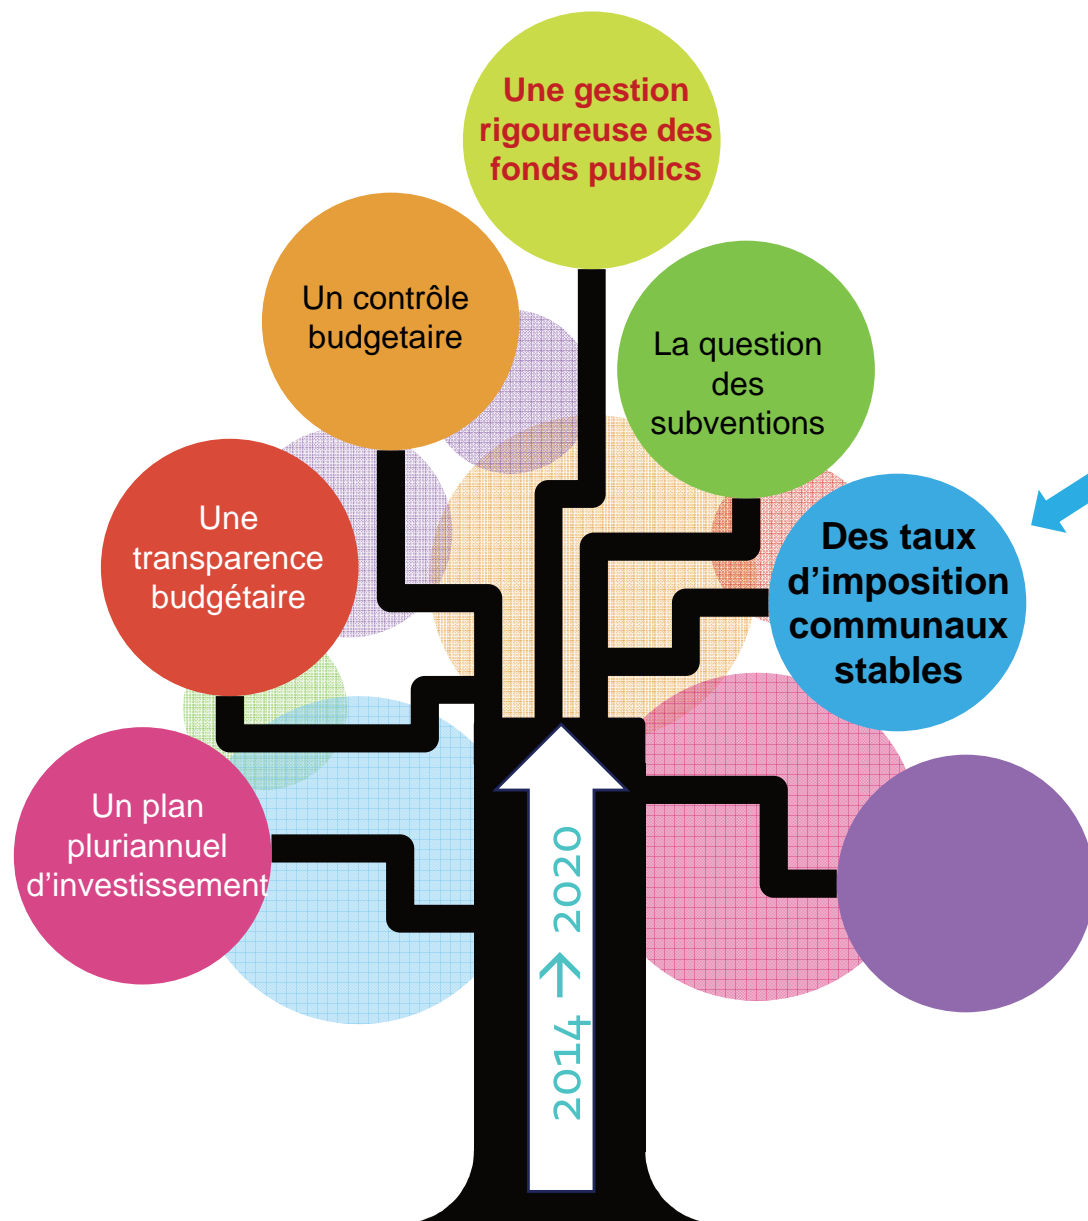 Une gestion
rigoureuse des
fonds publics
Un contrôle
budgetaire
La question
des
subventions
Une
transparence
budgétaire
Des taux
d’imposition
communaux
stables
Un plan
pluriannuel
d’investissement
2014 → 2020